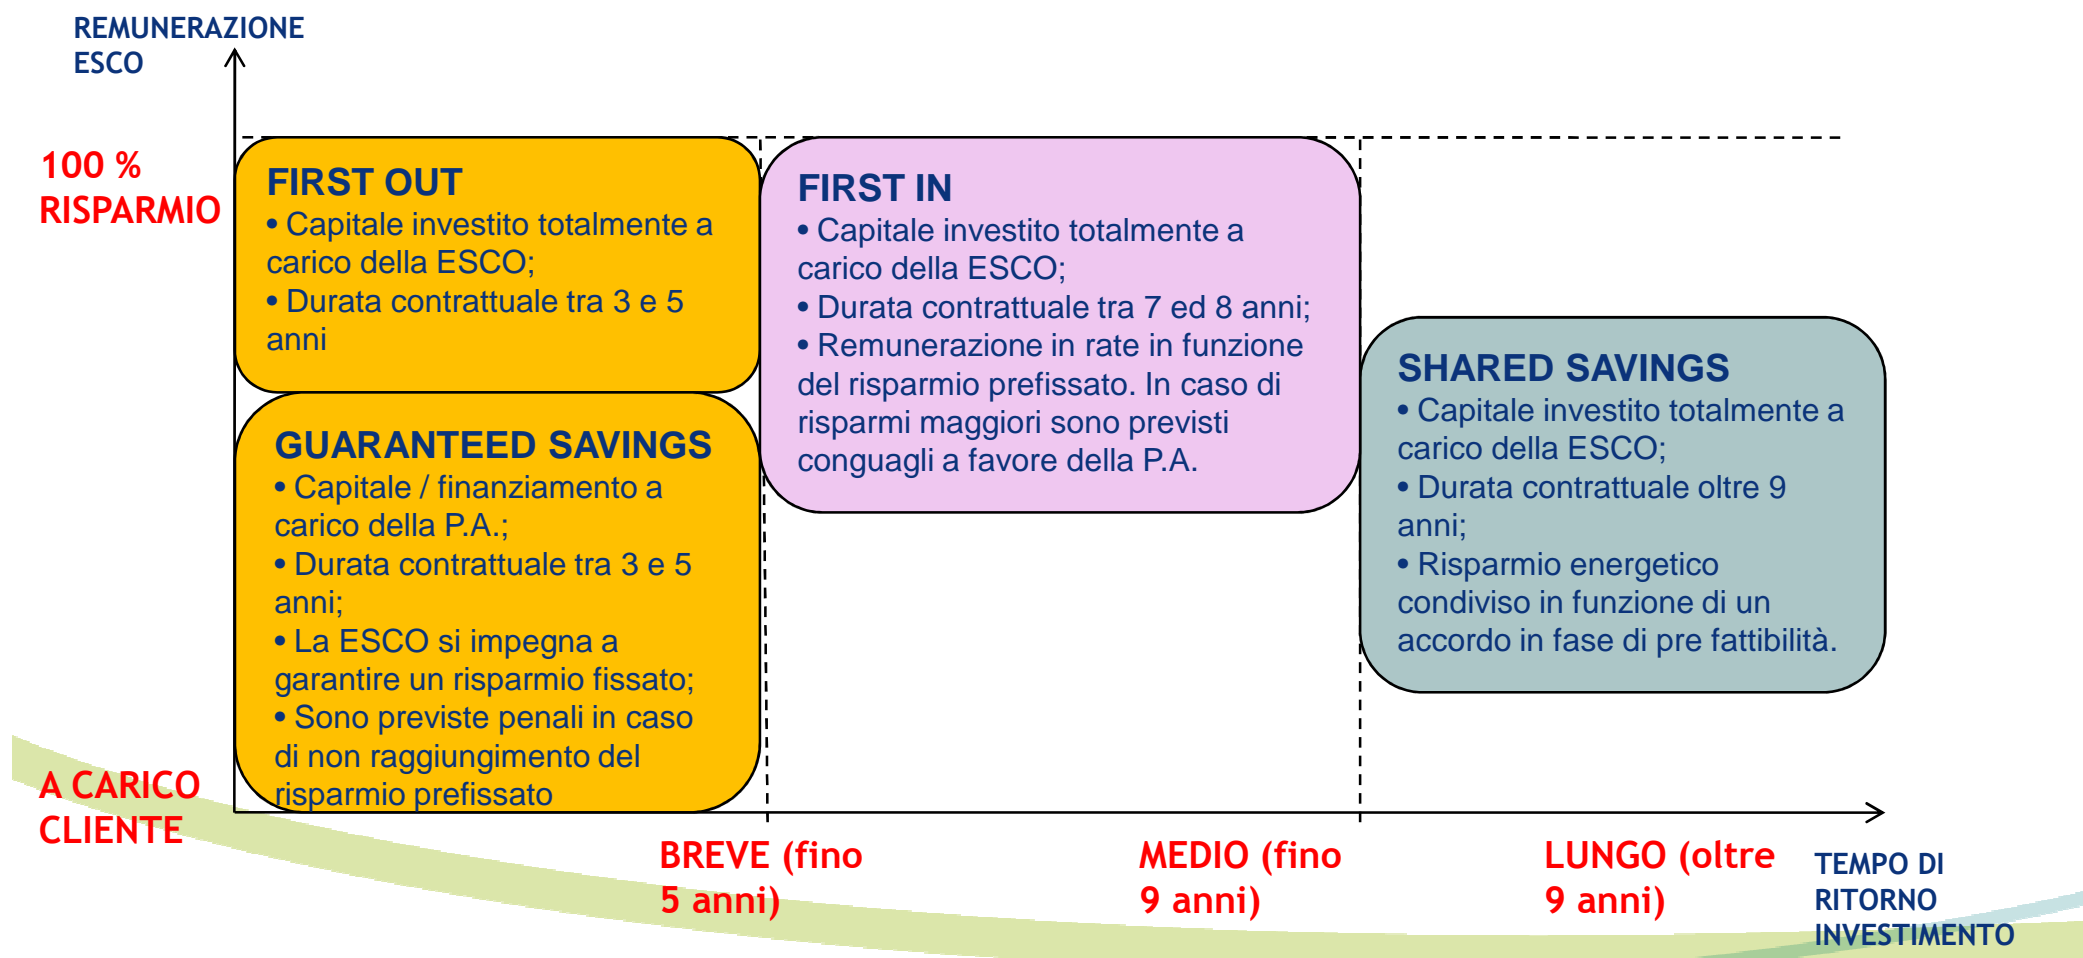 REMUNERAZIONE
ESCO
100 %
RISPARMIO
FIRST OUT
• Capitale investito totalmente a
carico della ESCO;
• Durata contrattuale tra 3 e 5
anni
GUARANTEED SAVINGS
• Capitale / finanziamento a
carico della P.A.;
• Durata contrattuale tra 3 e 5
anni;
• La ESCO si impegna a
garantire un risparmio fissato;
• Sono previste penali in caso
di non raggiungimento del
risparmio prefissato
FIRST IN
• Capitale investito totalmente a
carico della ESCO;
• Durata contrattuale tra 7 ed 8 anni;
• Remunerazione in rate in funzione
del risparmio prefissato. In caso di
risparmi maggiori sono previsti
conguagli a favore della P.A.
SHARED SAVINGS
• Capitale investito totalmente a
carico della ESCO;
• Durata contrattuale oltre 9
anni;
• Risparmio energetico
condiviso in funzione di un
accordo in fase di pre fattibilità.
A CARICO
CLIENTE
BREVE (fino
5 anni)
MEDIO (fino
9 anni)
LUNGO (oltre
9 anni)
TEMPO DI
RITORNO
INVESTIMENTO